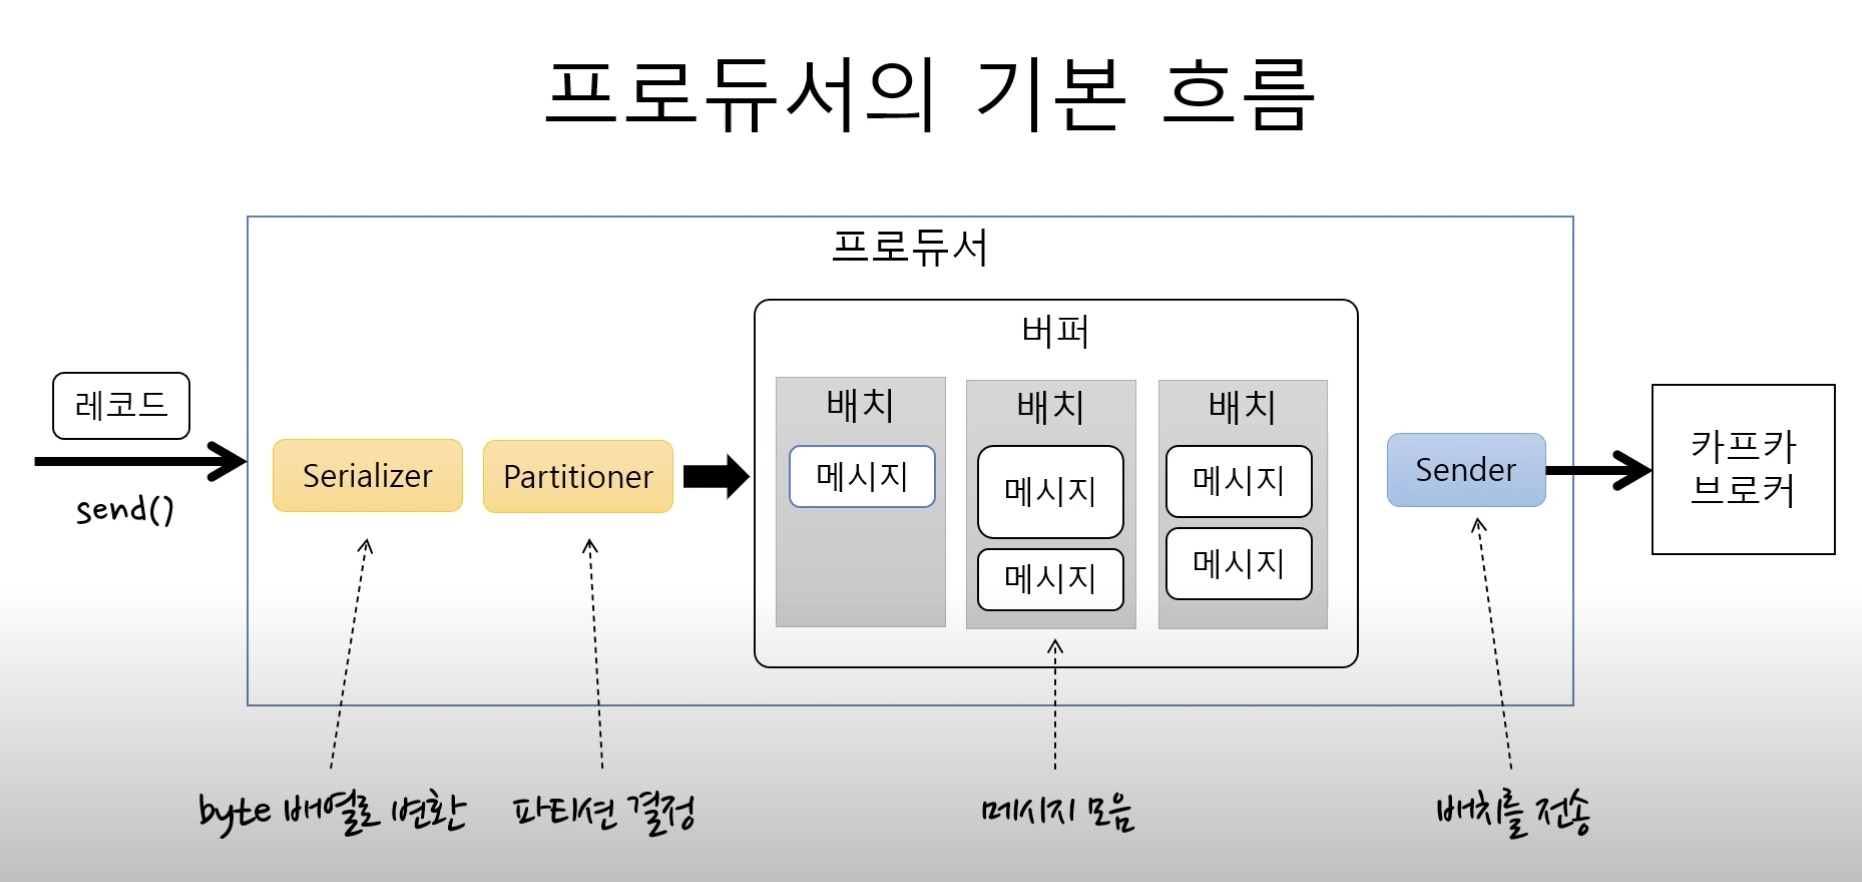 프로듀서의 기본 흐름
프로듀서
버퍼
레코드
send()
Serializer
Partitioner
배치
메시지
배치
메시지
메시지
배치
메시지
메시지
Sender
카프카
브로커
byte 배열로 변환
파티션 결정
메시지 모음
배치를 전송